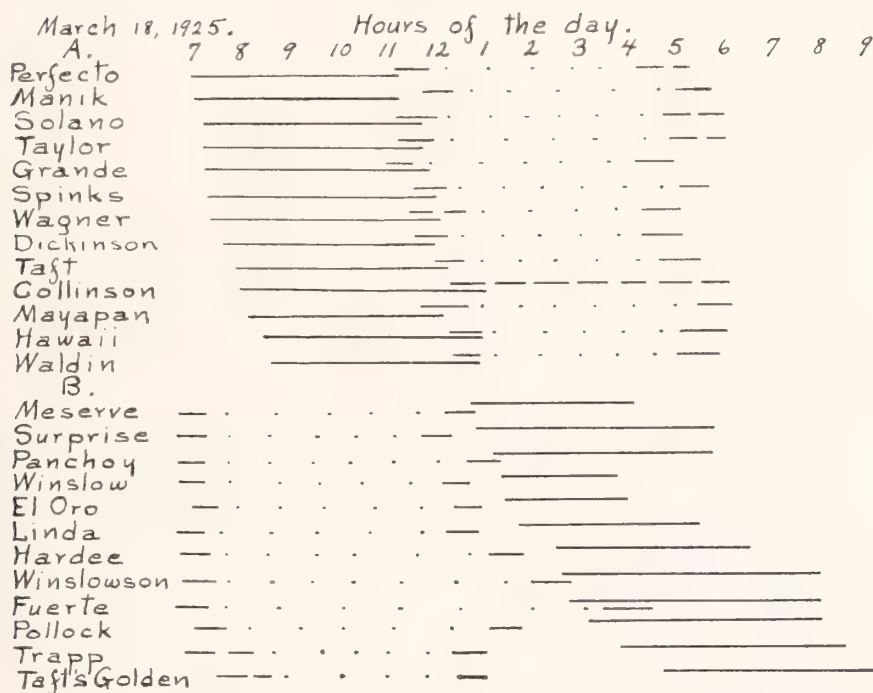 March 18, 1925. Hours of the day.
A. 7 8 9 10 11 12 1 2 3 4 5 6 7 8 9
Perfecto
Manik
Solano
Taylor
Grande
Spinks
Wagner
Dickinson
Taft
Collinson
Mayapan
Hawaii
Waldin
B.
Meserve
Surprise
Panchoy
Winslow
El Oro
Linda
Hardee
Winslowson
Fuerte
Pollock
Trapp
Taft's Golden